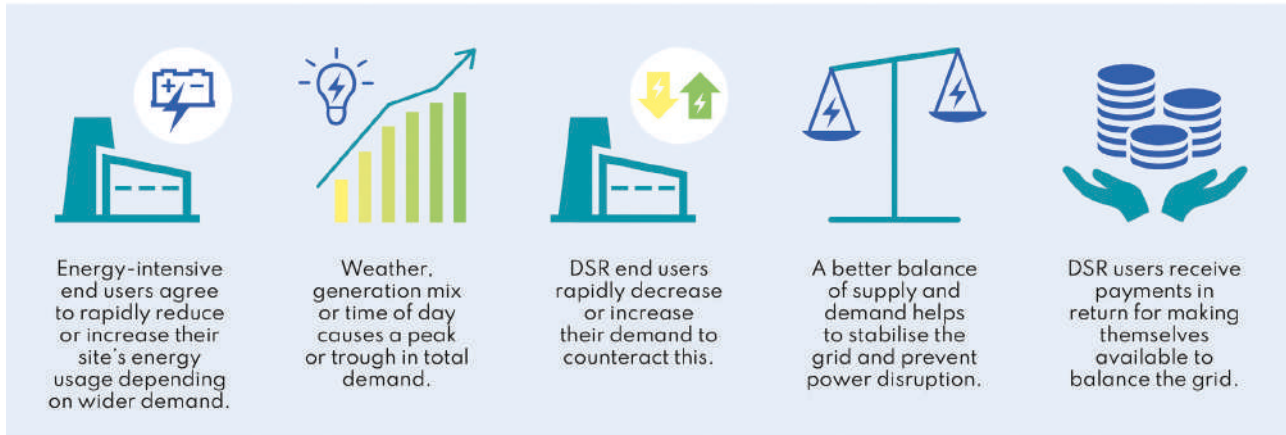 Energy-intensive
end users agree
to rapidly reduce
or increase their
site's energy
usage depending
on wider demand.
Weather,
generation mix
or time of day
causes a peak
or trough in total
demand.
DSR end users
rapidly decrease
or increase
their demand to
counteract this.
A better balance
of supply and
demand helps
to stabilise the
grid and prevent
power disruption.
DSR users receive
payments in
return for making
themselves
available to
balance the grid.